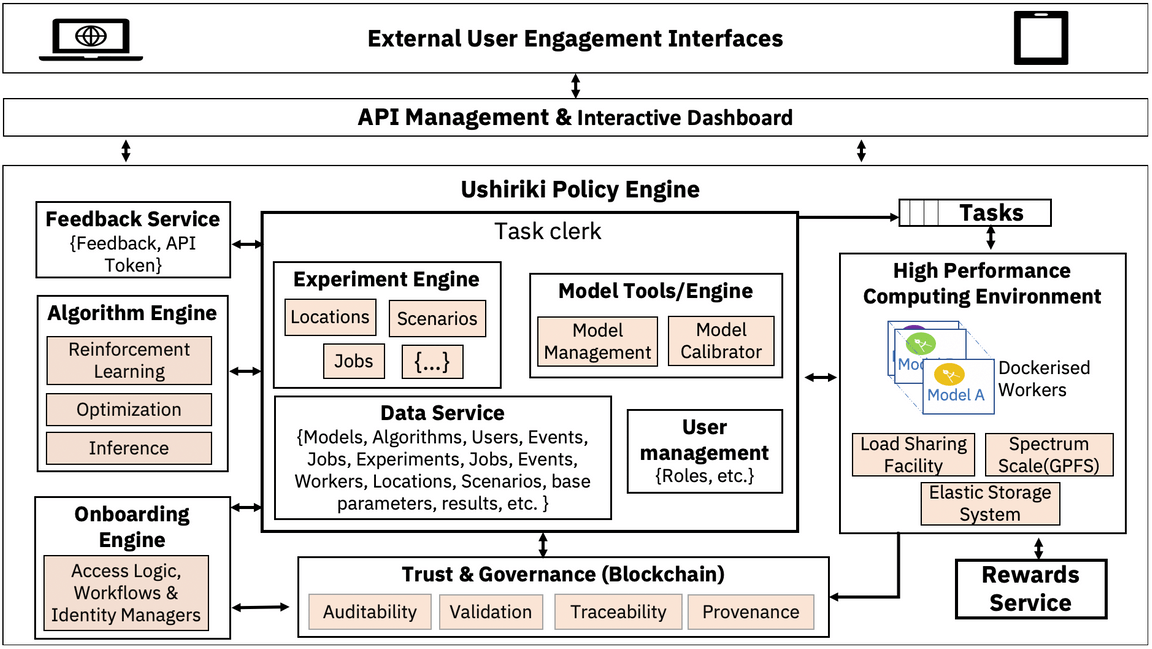 External User Engagement Interfaces
API Management & Interactive Dashboard
Ushiriki Policy Engine
Feedback Service
{Feedback, API
Token}
Algorithm Engine
Reinforcement
Learning
Optimization
Inference
Onboarding
Engine
Access Logic,
Workflows &
Identity Managers
Task clerk
Experiment Engine
Locations
Scenarios
Jobs
{...}
Model Tools/Engine
Model
Management
Model
Calibrator
Data Service
{Models, Algorithms, Users, Events,
Jobs, Experiments, Jobs, Events,
Workers, Locations, Scenarios, base
parameters, results, etc. }
User
management
{Roles, etc.}
Trust & Governance (Blockchain)
Auditability
Validation
Traceability
Provenance
Tasks
High Performance
Computing Environment
Model A
Dockerised
Workers
Load Sharing
Facility
Spectrum
Scale(GPFS)
Elastic Storage
System
Rewards
Service